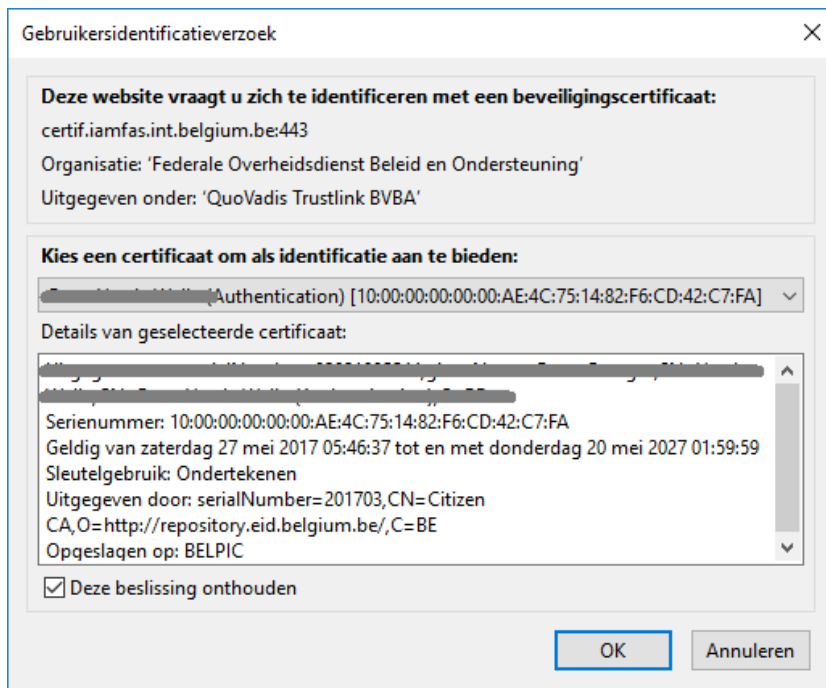 Gebruikersidentificatieverzoek
Deze website vraagt u zich te identificeren met een beveiligingscertificaat:
certif.iamfas.int.belgium.be:443
Organisatie: ‘Federale Overheidsdienst Beleid en Ondersteuning’
Uitgegeven onder: ‘QuoVadis Trustlink BVBA’
Kies een certificaat om als identificatie aan te bieden:
(Authentication) [10:00:00:00:00:00:AE:4C:75:14:82:F6:CD:42:C7:FA]
Details van geselecteerde certificaat:
Serienummer: 10:00:00:00:00:00:AE:4C:75:14:82:F6:CD:42:C7:FA
Geldig van zaterdag 27 mei 2017 05:46:37 tot en met donderdag 20 mei 2027 01:59:59
Sleutelgebruik: Ondertekenen
Uitgegeven door: serialNumber=201703,CN=Citizen
CA,O=http://repository.eid.belgium.be/,C=BE
Opgeslagen op: BELPIC
Deze beslissing onthouden
OK
Annuleren